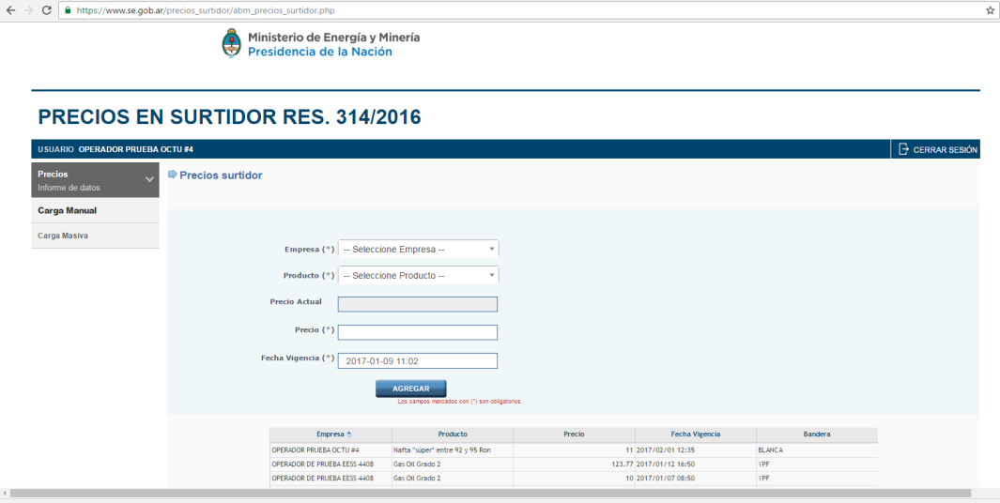 https://www.se.gob.ar/precios_surtidor/abm_precios_surtidor.php
Ministerio de Energía y Minería
Presidencia de la Nación
PRECIOS EN SURTIDOR RES. 314/2016
USUARIO OPERADOR PRUEBA OCTU #4
CERRAR SESIÓN
Precios
Informe de datos
Carga Manual
Carga Masiva
Precios surtidor
Empresa (*) -- Seleccione Empresa --
Producto (*) -- Seleccione Producto --
Precio Actual
Precio (*)
Fecha Vigencia (*) 2017-01-09 11:02
AGREGAR
Los campos marcados con (*) son obligatorios.
Empresa Producto Precio Fecha Vigencia Bandera
OPERADOR PRUEBA OCTU #4 Nafta "súper" entre 92 y 95 Ron 11 2017/02/01 12:35 BLANCA
OPERADOR DE PRUEBA EESS 4408 Gas Oil Grado 2 123.77 2017/01/12 16:50 YPF
OPERADOR DE PRUEBA EESS 4408 Gas Oil Grado 2 10 2017/01/07 08:50 YPF